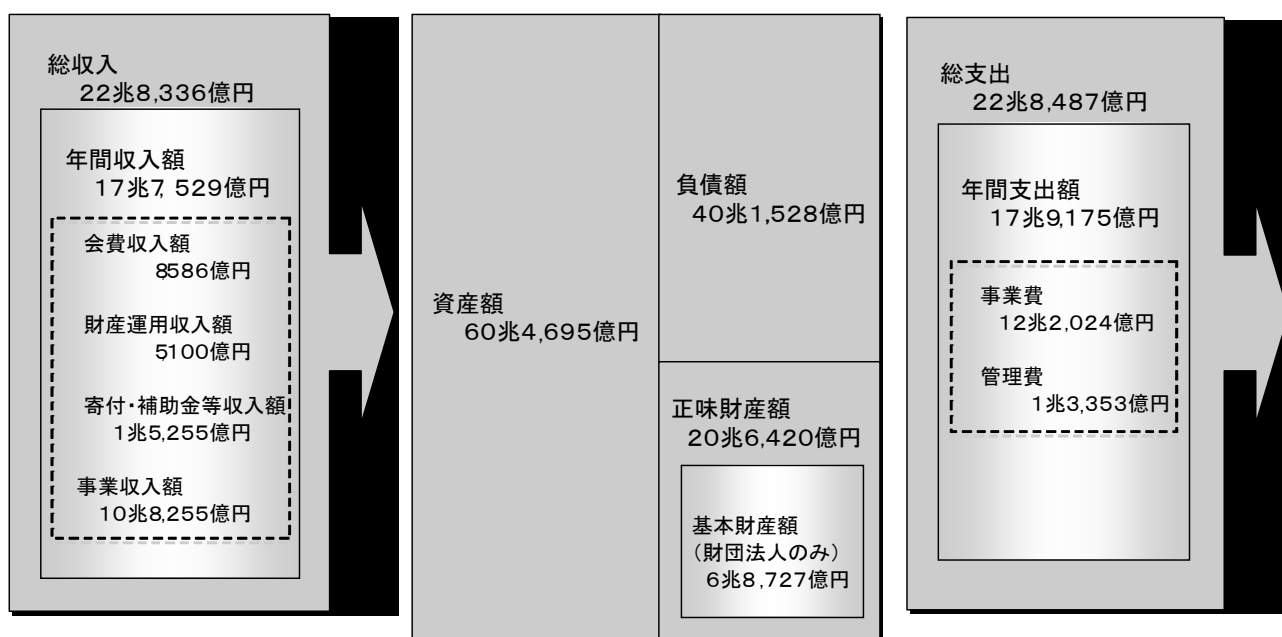 総収入
22兆8,336億円
年間収入額
17兆7,529億円
会費収入額
8586億円
財産運用収入額
5100億円
寄付・補助金等収入額
1兆5,255億円
事業収入額
10兆8,255億円
資産額
60兆4,695億円
負債額
40兆1,528億円
正味財産額
20兆6,420億円
基本財産額
（財団法人のみ）
6兆8,727億円
総支出
22兆8,487億円
年間支出額
17兆9,175億円
事業費
12兆2,024億円
管理費
1兆3,353億円